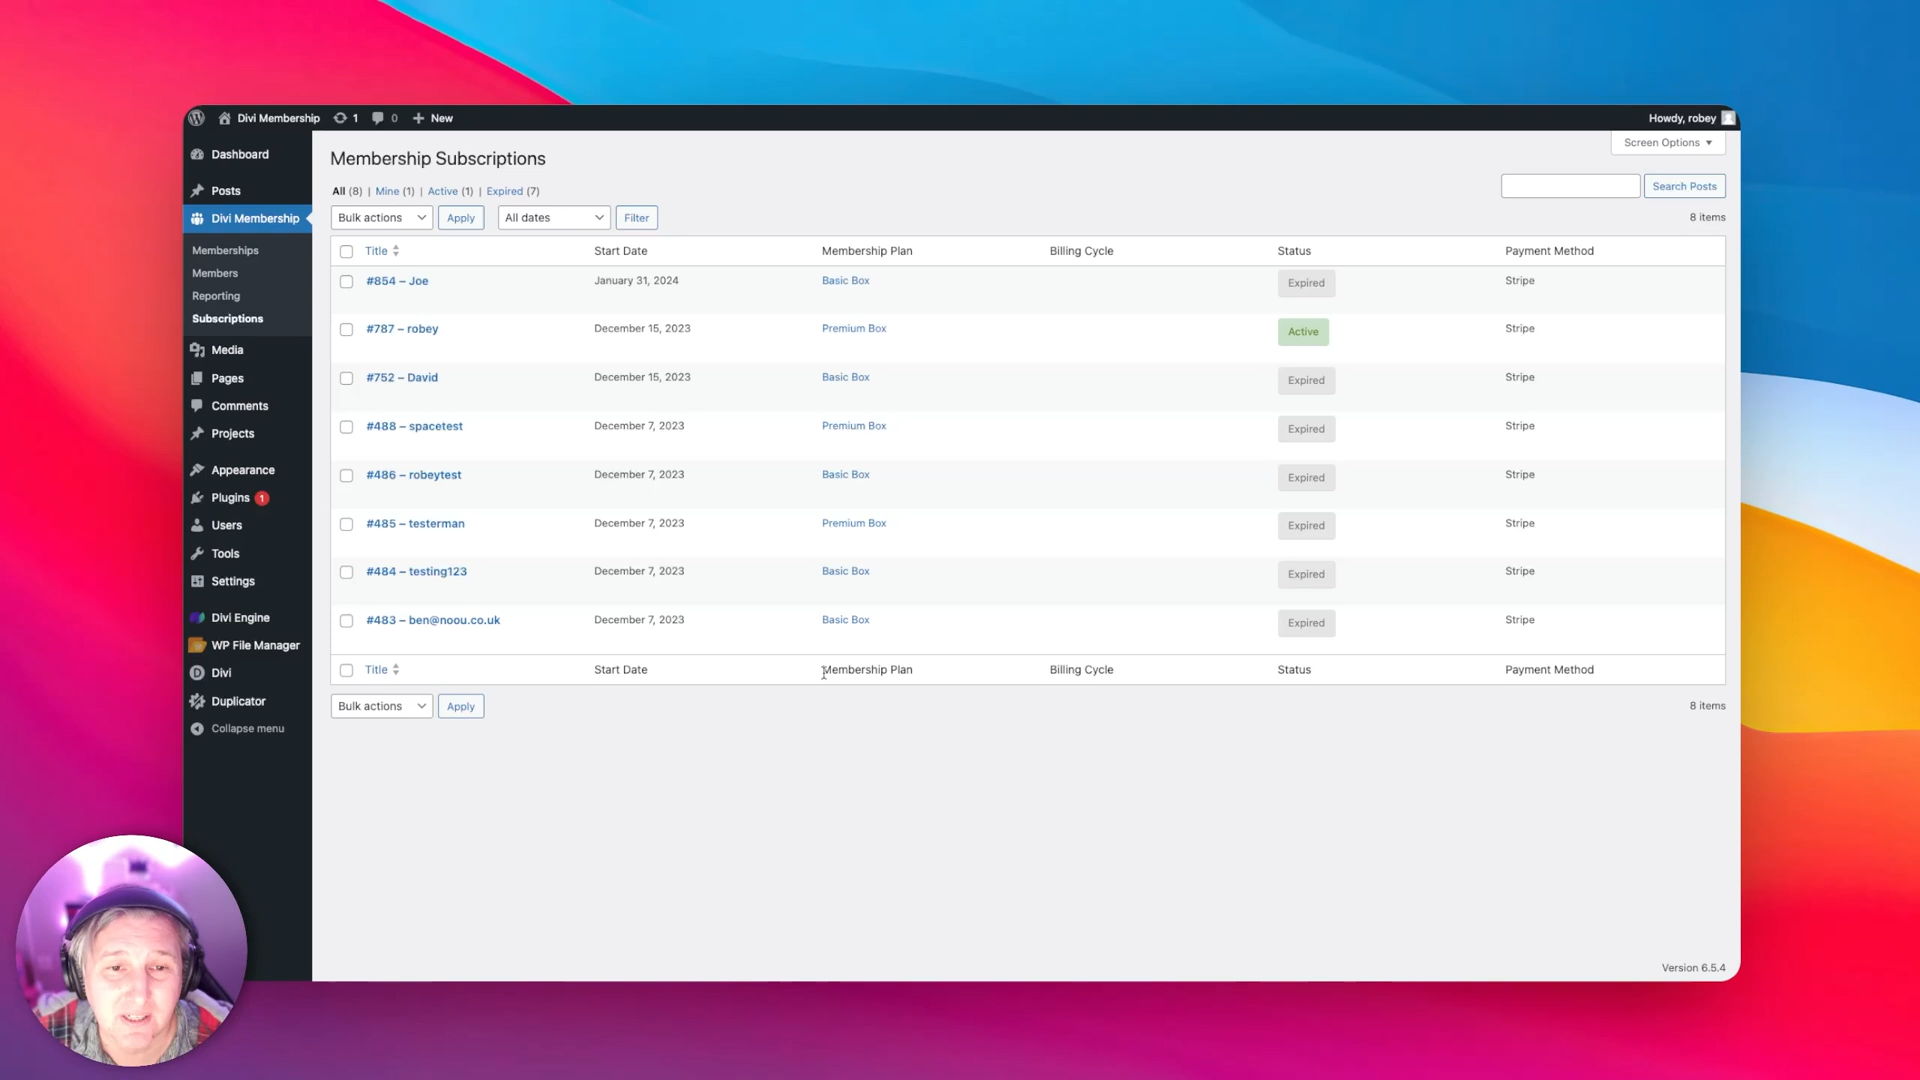 Divi Membership 1 0 New Howdy, robey
Screen Options
Dashboard
Posts
Divi Membership
Memberships
Members
Reporting
Subscriptions
Media
Pages
Comments
Projects
Appearance
Plugins 1
Users
Tools
Settings
Divi Engine
WP File Manager
Divi
Duplicator
Collapse menu
Membership Subscriptions
All (8) | Mine (1) | Active (1) | Expired (7)
Search Posts
Bulk actions Apply All dates Filter 8 items
Title Start Date Membership Plan Billing Cycle Status Payment Method
#854 – Joe January 31, 2024 Basic Box Expired Stripe
#787 – robey December 15, 2023 Premium Box Active Stripe
#752 – David December 15, 2023 Basic Box Expired Stripe
#488 – spacetest December 7, 2023 Premium Box Expired Stripe
#486 – robeytest December 7, 2023 Basic Box Expired Stripe
#485 – testerman December 7, 2023 Premium Box Expired Stripe
#484 – testing123 December 7, 2023 Basic Box Expired Stripe
#483 – ben@noou.co.uk December 7, 2023 Basic Box Expired Stripe
Title Start Date Membership Plan Billing Cycle Status Payment Method
Bulk actions Apply 8 items
Version 6.5.4